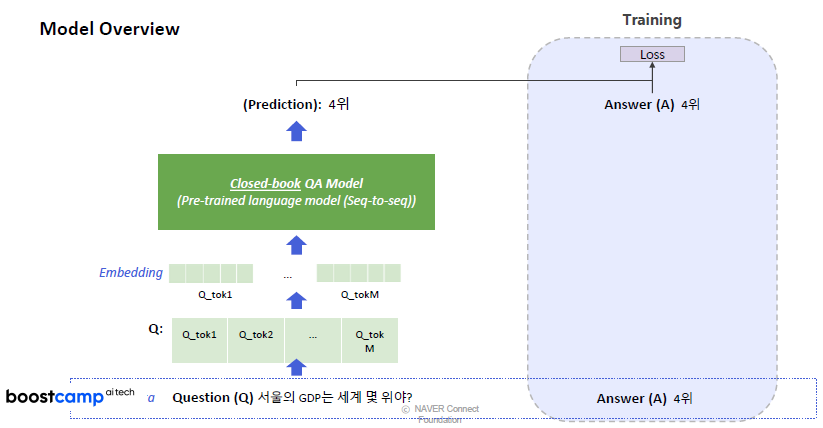 Model Overview
Training
Loss
(Prediction): 4위
Answer (A) 4위
Closed-book QA Model
(Pre-trained language model (Seq-to-seq))
Embedding
...
Q_tok1
Q_tokM
Q:
Q_tok1
Q_tok2
...
Q_tok
M
boostcamp ai tech
a
Question (Q) 서울의 GDP는 세계 몇 위야?
Answer (A) 4위
ⓒ NAVER Connect
Foundation